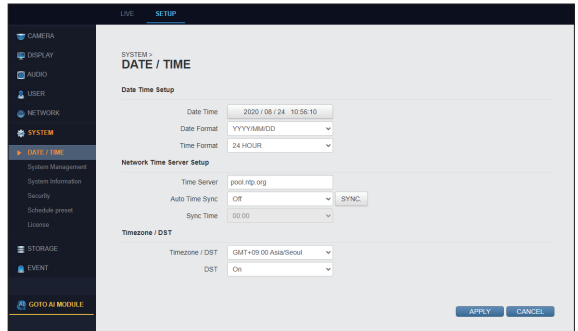 LIVE SETUP
CAMERA
DISPLAY
AUDIO
USER
NETWORK
SYSTEM
DATE / TIME
System Management
System Information
Security
Schedule preset
License
STORAGE
EVENT
GOTO AI MODULE
SYSTEM >
DATE / TIME
Date Time Setup
Date Time 2020 / 08 / 24 10:56:10
Date Format YYYY/MM/DD
Time Format 24 HOUR
Network Time Server Setup
Time Server pool.ntp.org
Auto Time Sync Off SYNC.
Sync Time 00:00
Timezone / DST
Timezone / DST GMT+09:00 Asia/Seoul
DST On
APPLY CANCEL